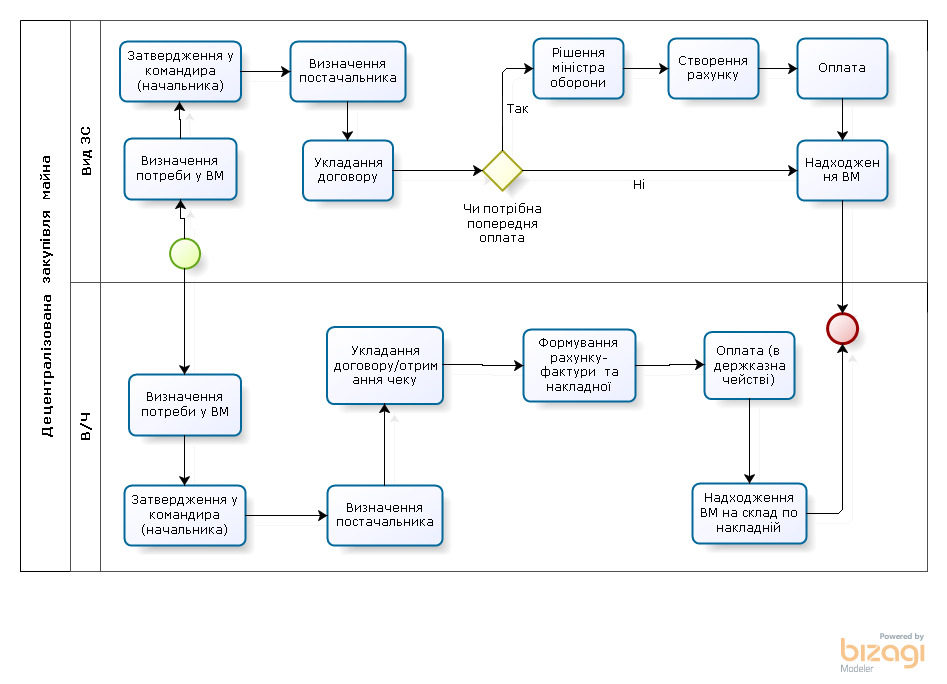 Децентралізована закупівля майна
Вид ЗС
Затвердження у
командира
(начальника)
Визначення
постачальника
Рішення
міністра
оборони
Створення
рахунку
Оплата
Так
Визначення
потреби у ВМ
Укладання
договору
Надходжен
ня ВМ
Ні
Чи потрібна
попередня
оплата
В/Ч
Укладання
договору/отрим
ання чеку
Формування
рахунку-
фактури та
накладної
Оплата (в
держказна
чействі)
Визначення
потреби у ВМ
Затвердження у
командира
(начальника)
Визначення
постачальника
Надходження
ВМ на склад по
накладній
Powered by
bizagi
Modeler